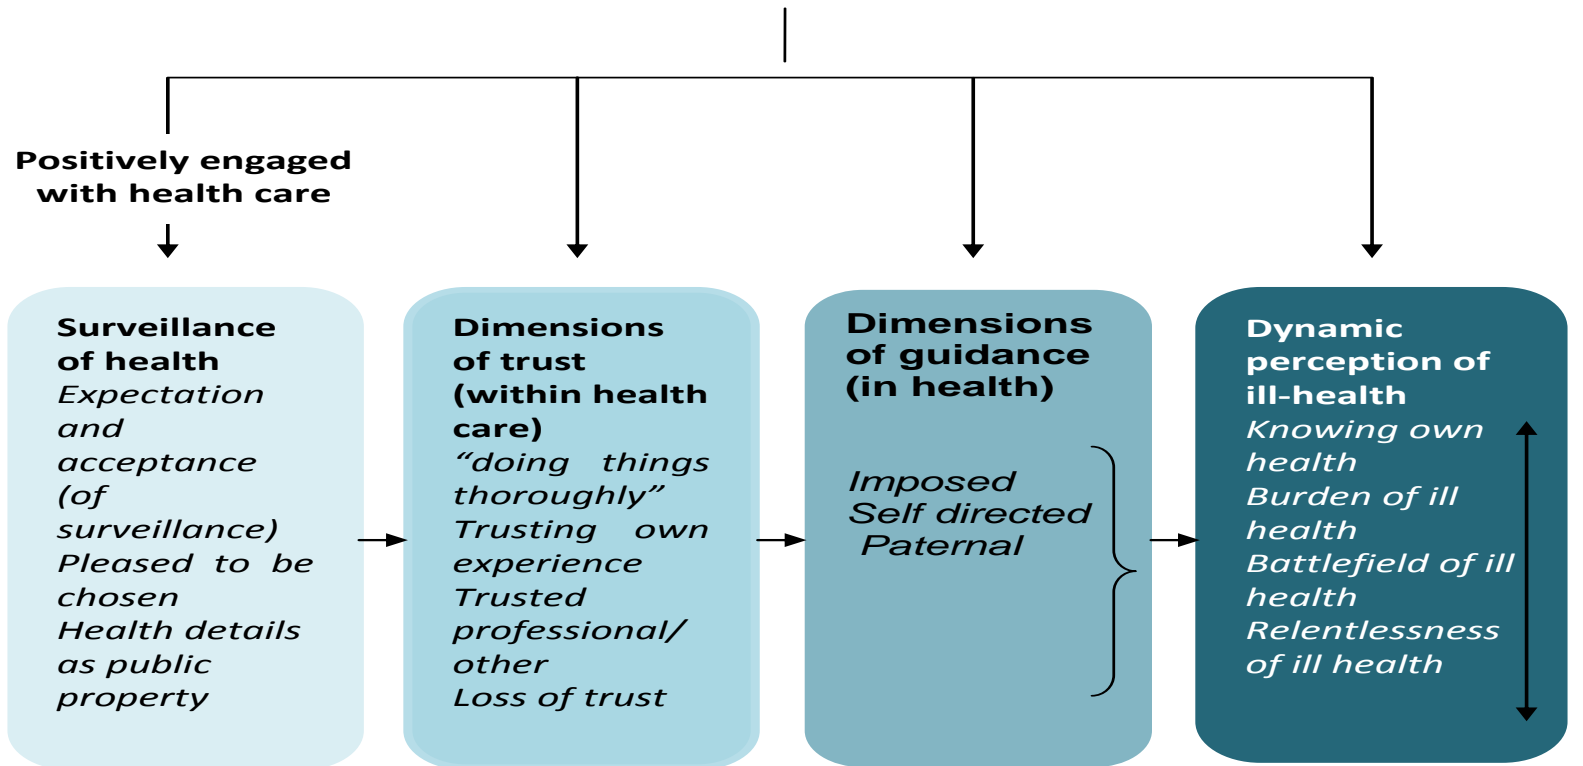 Positively engaged
with health care
Surveillance
of health
Expectation
and
acceptance
(of
surveillance)
Pleased to be
chosen
Health details
as public
property
Dimensions
of trust
(within health
care)
“doing things
thoroughly”
Trusting own
experience
Trusted
professional/
other
Loss of trust
Dimensions
of guidance
(in health)
Imposed
Self directed
Paternal
Dynamic
perception of
ill-health
Knowing own
health
Burden of ill
health
Battlefield of ill
health
Relentlessness
of ill health